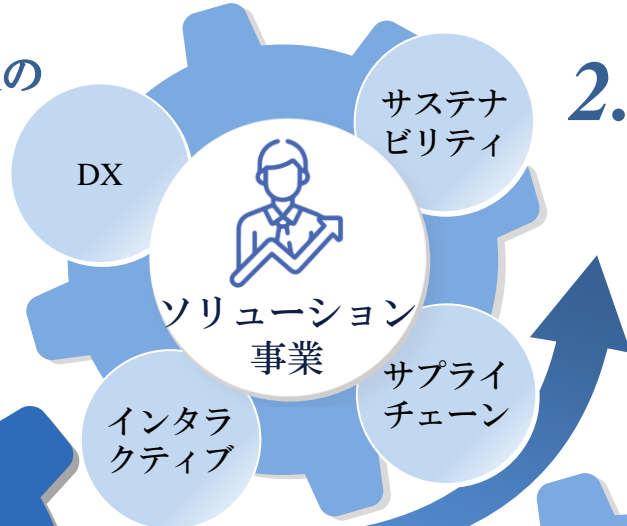 の
2.
サステナ
ビリティ
DX
ソリューション
事業
サプライ
チェーン
インタラ
クティブ